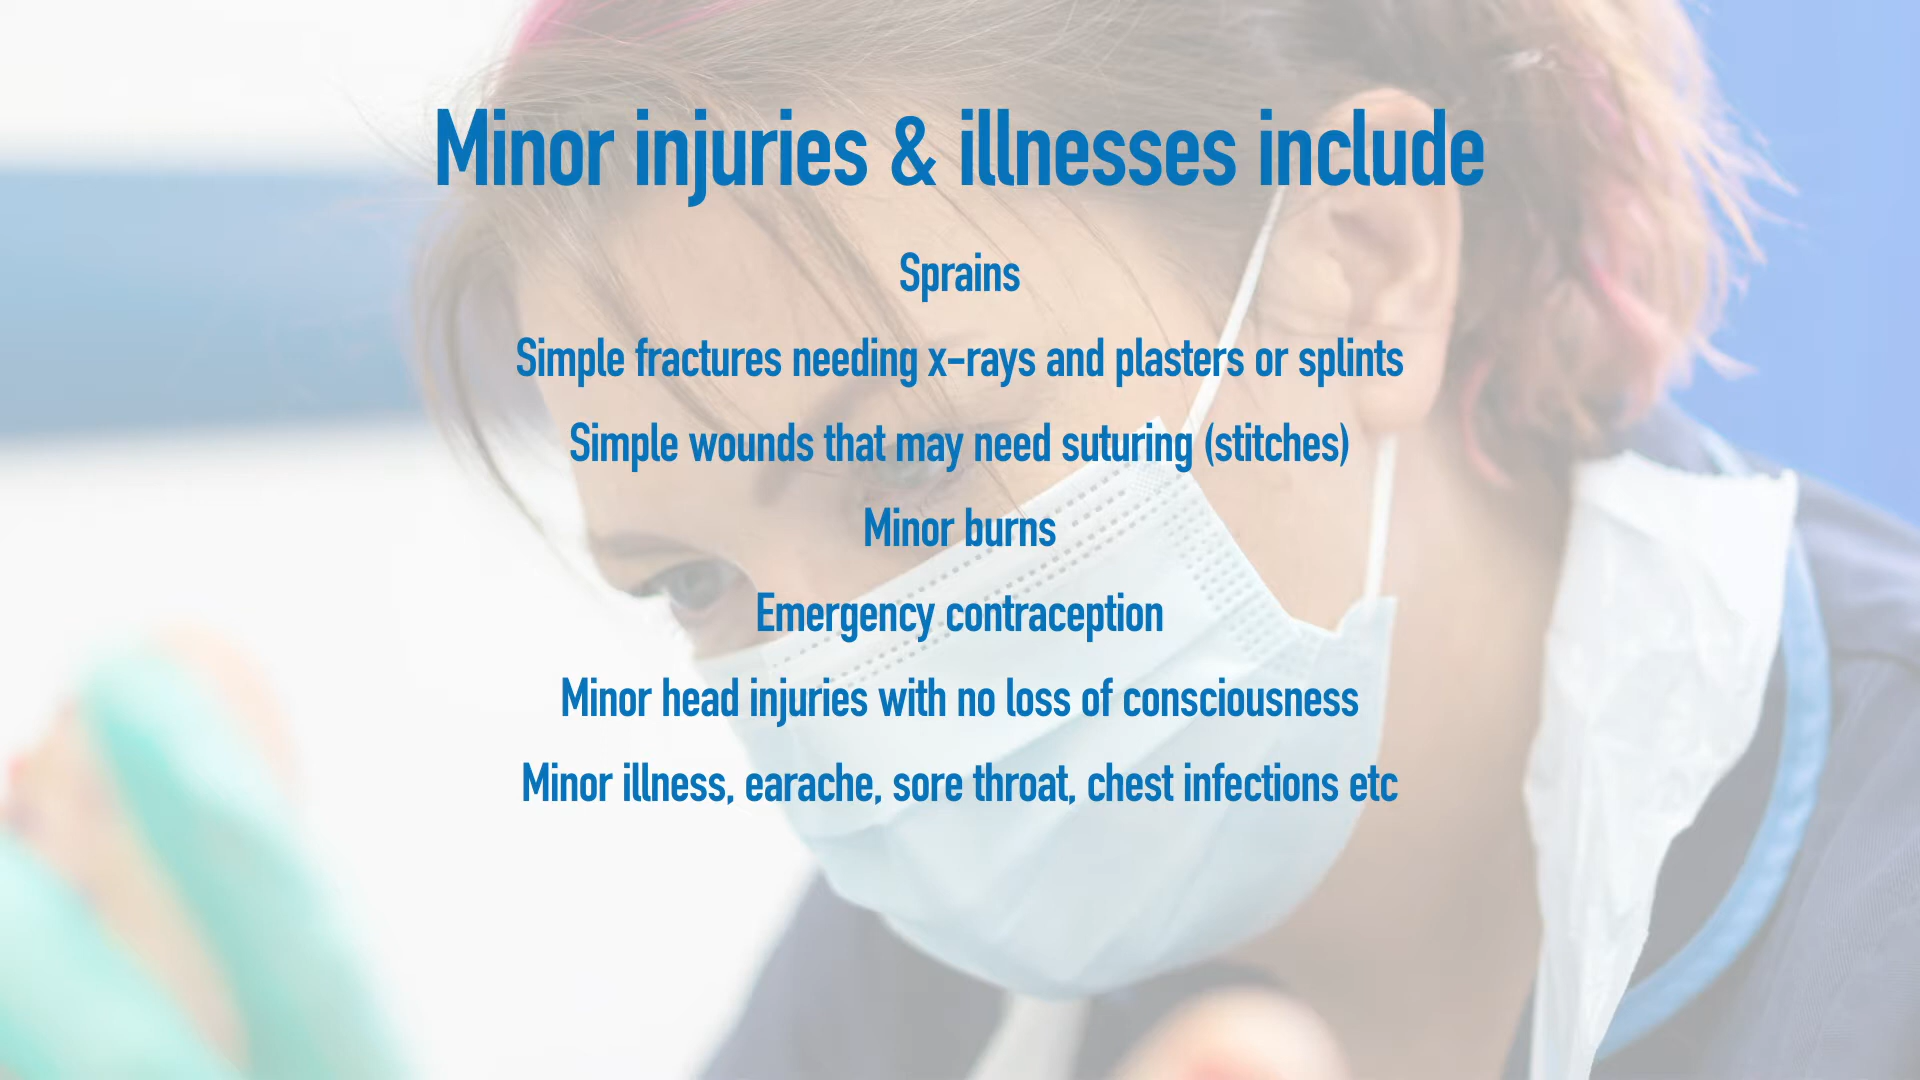 Minor injuries & illnesses include
Sprains
Simple fractures needing x-rays and plasters or splints
Simple wounds that may need suturing (stitches)
Minor burns
Emergency contraception
Minor head injuries with no loss of consciousness
Minor illness, earache, sore throat, chest infections etc